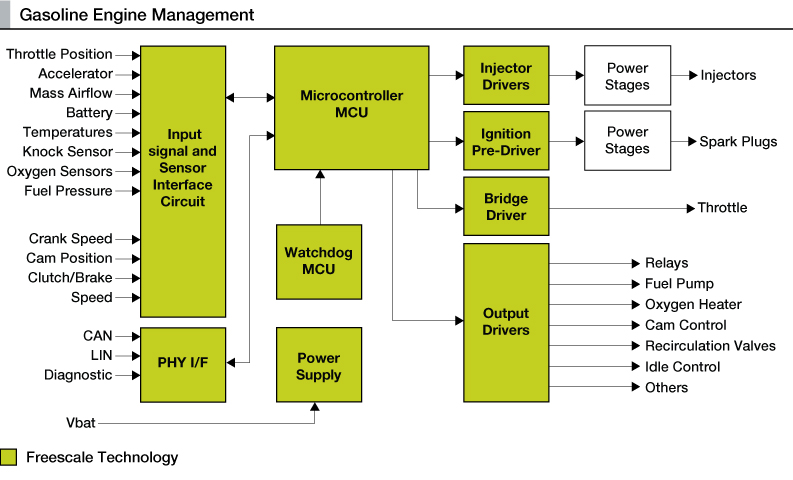 Gasoline Engine Management
Throttle Position
Accelerator
Mass Airflow
Battery
Temperatures
Knock Sensor
Oxygen Sensors
Fuel Pressure
Crank Speed
Cam Position
Clutch/Brake
Speed
CAN
LIN
Diagnostic
Vbat
Input
signal and
Sensor
Interface
Circuit
PHY I/F
Microcontroller
MCU
Watchdog
MCU
Power
Supply
Injector
Drivers
Power
Stages
Injectors
Ignition
Pre-Driver
Power
Stages
Spark Plugs
Bridge
Driver
Throttle
Output
Drivers
Relays
Fuel Pump
Oxygen Heater
Cam Control
Recirculation Valves
Idle Control
Others
Freescale Technology